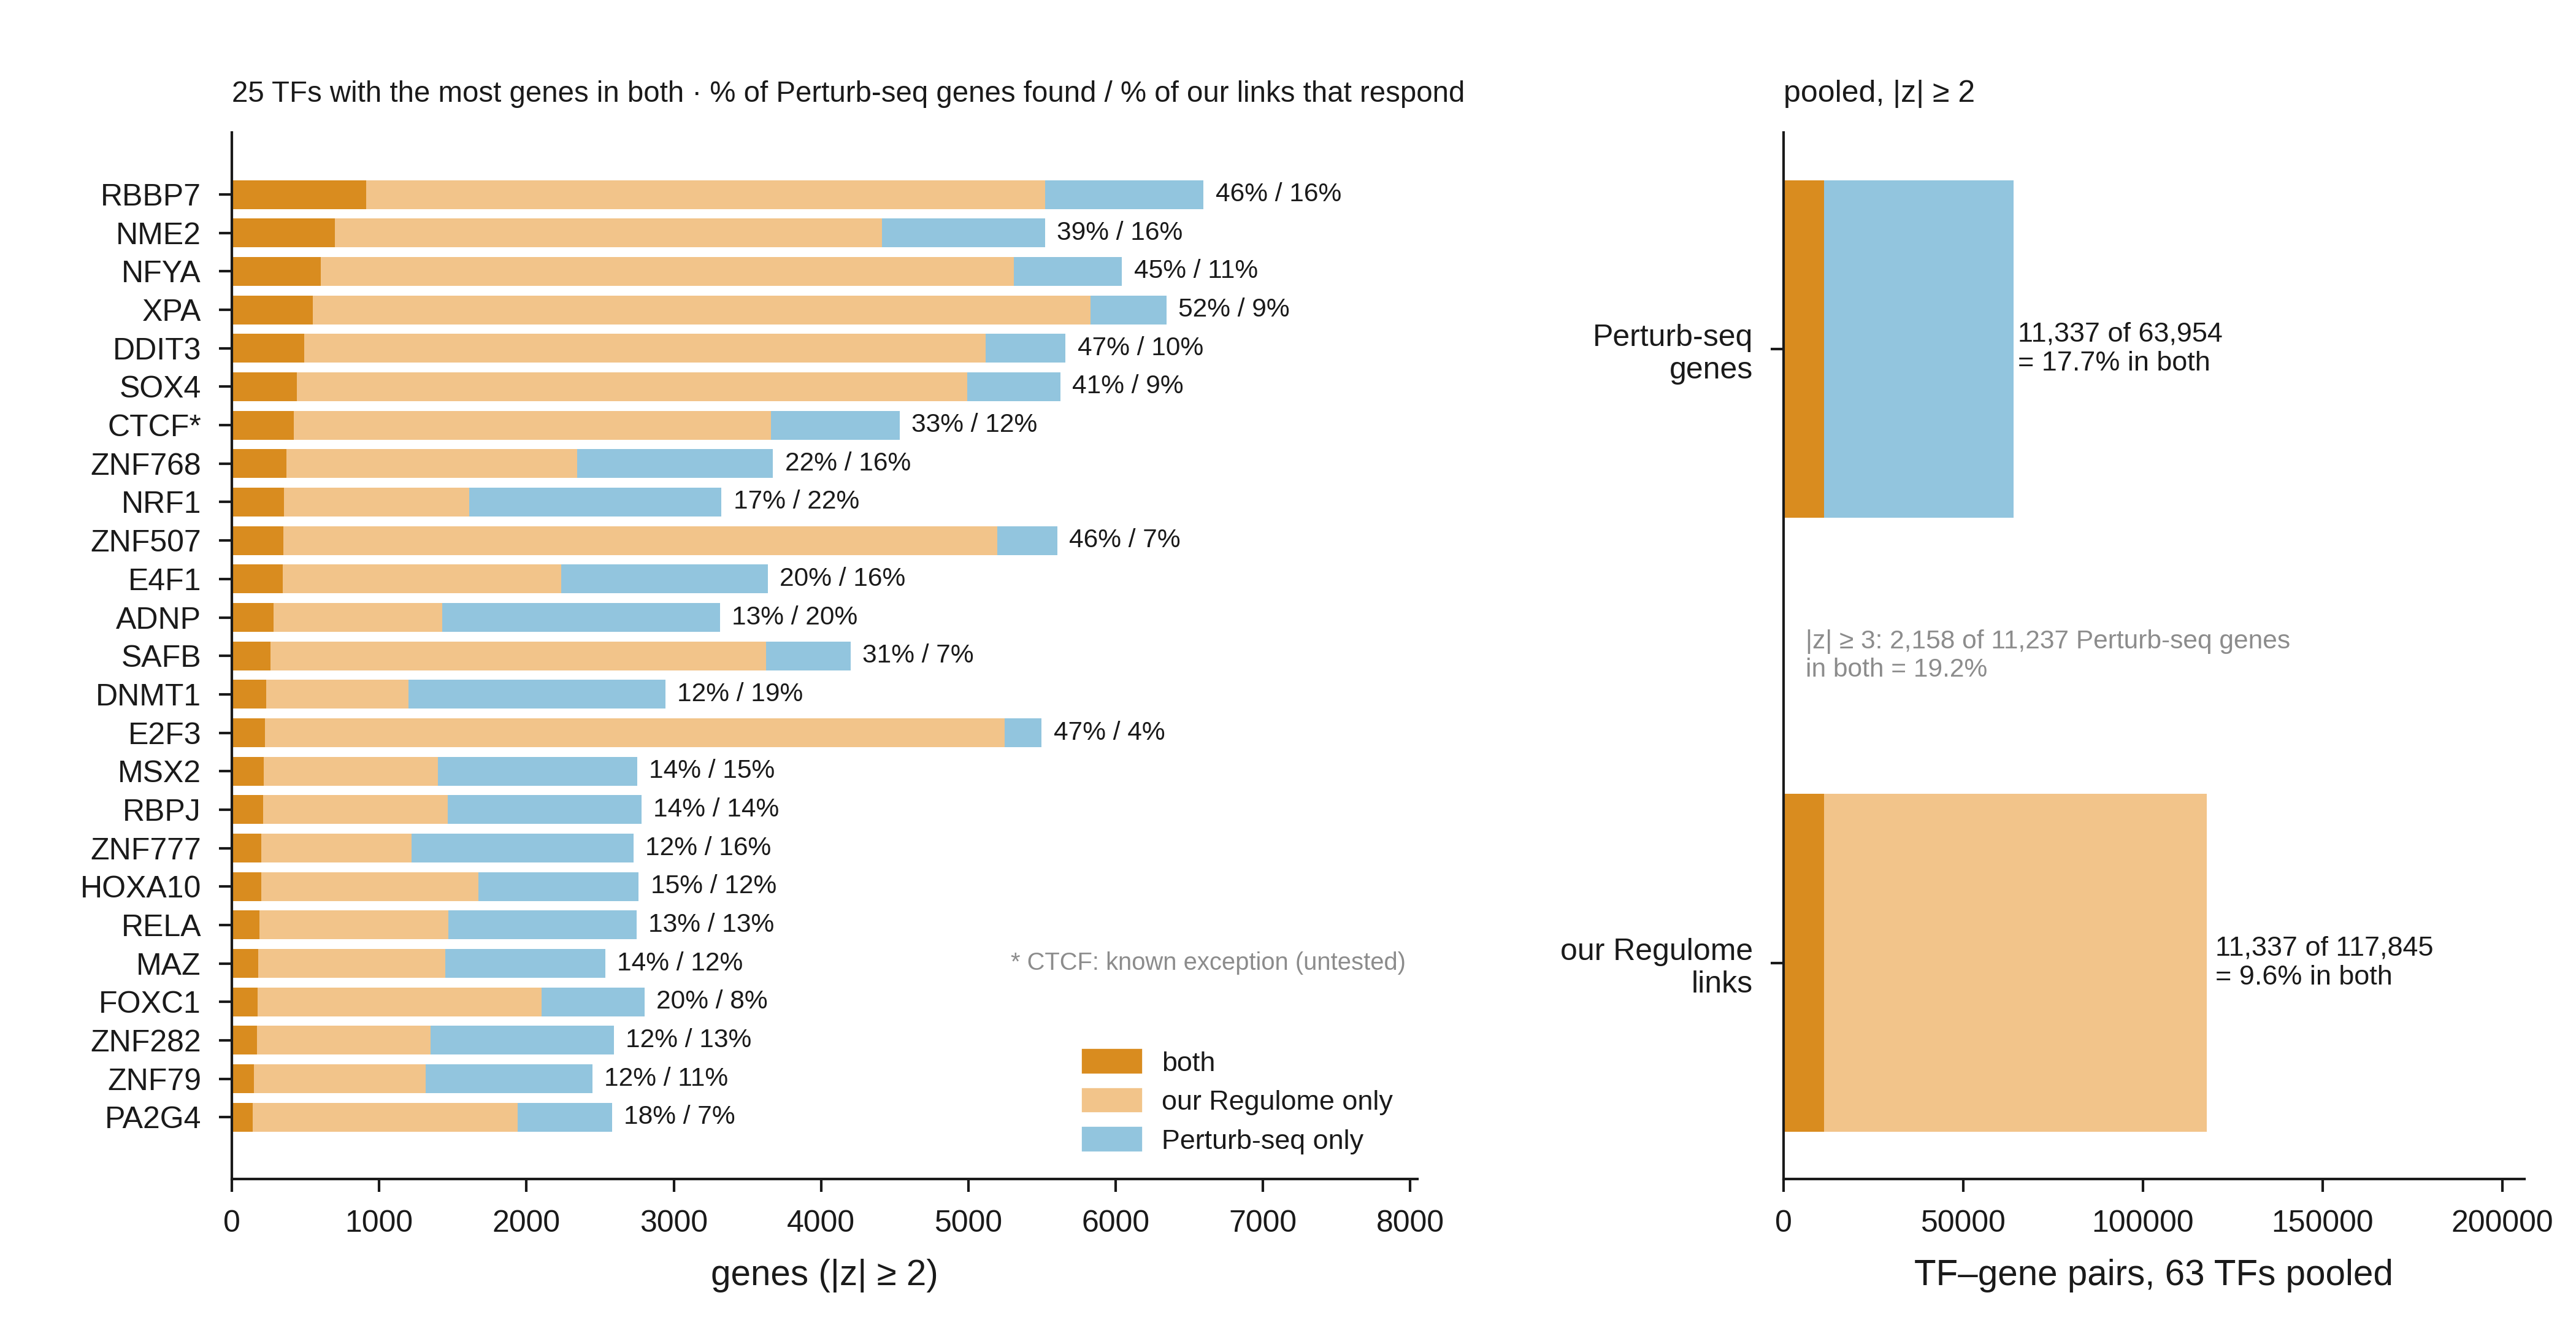 25 TFs with the most genes in both · % of Perturb-seq genes found / % of our links that respond
RBBP7 46% / 16%
NME2 39% / 16%
NFYA 45% / 11%
XPA 52% / 9%
DDIT3 47% / 10%
SOX4 41% / 9%
CTCF* 33% / 12%
ZNF768 22% / 16%
NRF1 17% / 22%
ZNF507 46% / 7%
E4F1 20% / 16%
ADNP 13% / 20%
SAFB 31% / 7%
DNMT1 12% / 19%
E2F3 47% / 4%
MSX2 14% / 15%
RBPJ 14% / 14%
ZNF777 12% / 16%
HOXA10 15% / 12%
RELA 13% / 13%
MAZ 14% / 12%
FOXC1 20% / 8%
ZNF282 12% / 13%
ZNF79 12% / 11%
PA2G4 18% / 7%
* CTCF: known exception (untested)
both
our Regulome only
Perturb-seq only
0 1000 2000 3000 4000 5000 6000 7000 8000
genes (|z| ≥ 2)
pooled, |z| ≥ 2
Perturb-seq
genes
11,337 of 63,954
= 17.7% in both
|z| ≥ 3: 2,158 of 11,237 Perturb-seq genes
in both = 19.2%
our Regulome
links
11,337 of 117,845
= 9.6% in both
0 50000 100000 150000 200000
TF–gene pairs, 63 TFs pooled